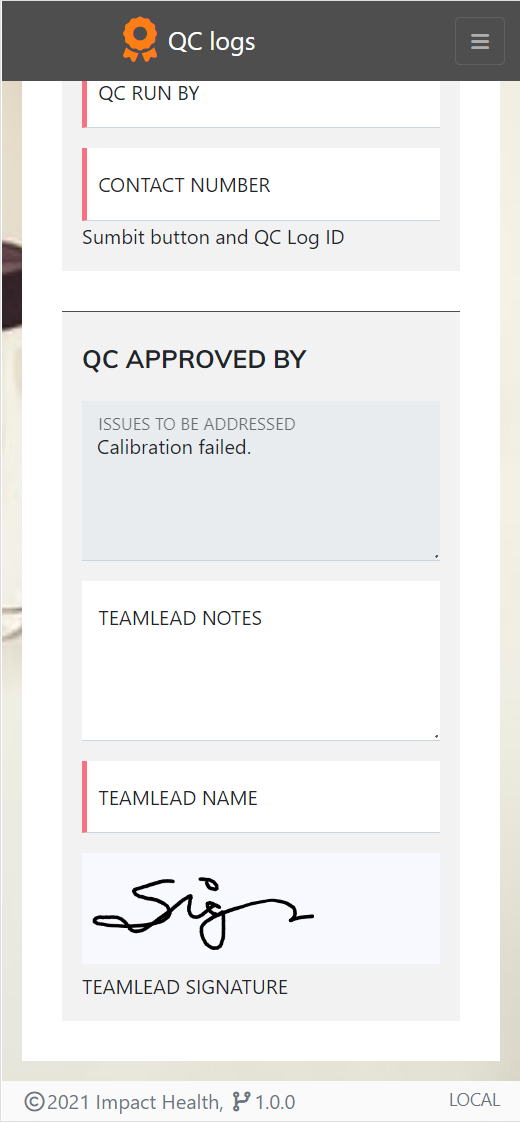 QC logs
QC RUN BY
CONTACT NUMBER
Sumbit button and QC Log ID
QC APPROVED BY
ISSUES TO BE ADDRESSED
Calibration failed.
TEAMLEAD NOTES
TEAMLEAD NAME
Sign
TEAMLEAD SIGNATURE
©2021 Impact Health, 1.0.0
LOCAL